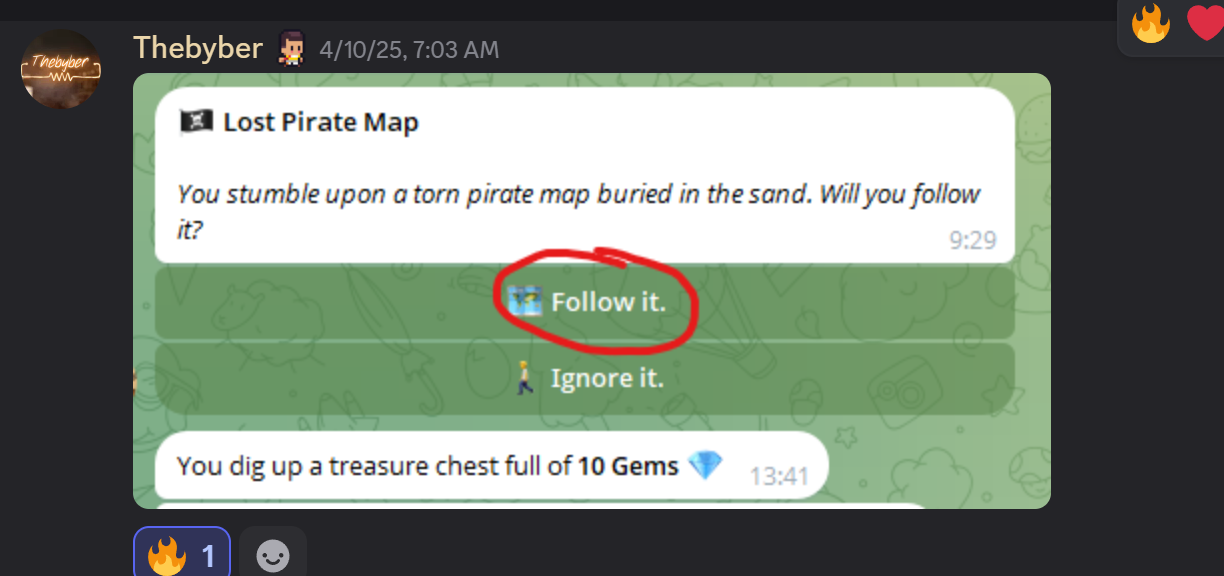 Thebyber 4/10/25, 7:03 AM
Thebyber
Lost Pirate Map
You stumble upon a torn pirate map buried in the sand. Will you follow
it?
9:29
Follow it.
Ignore it.
You dig up a treasure chest full of 10 Gems
13:41
1